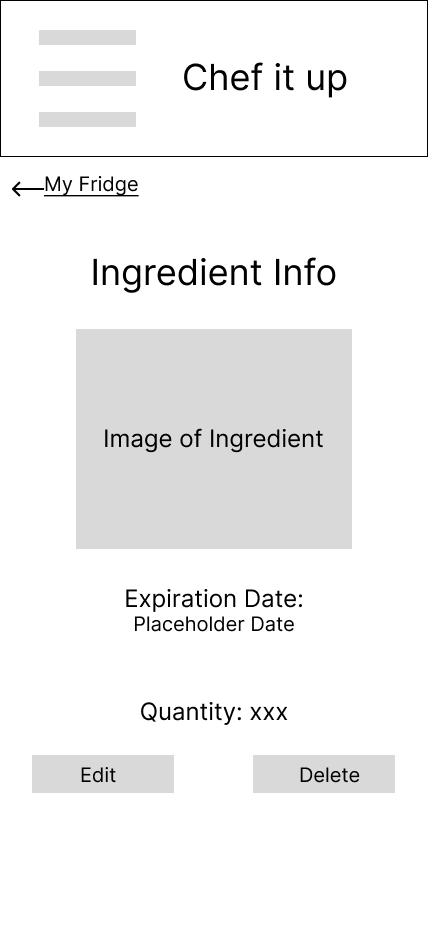 Chef it up
My Fridge
Ingredient Info
Image of Ingredient
Expiration Date:
Placeholder Date
Quantity: xxx
Edit
Delete